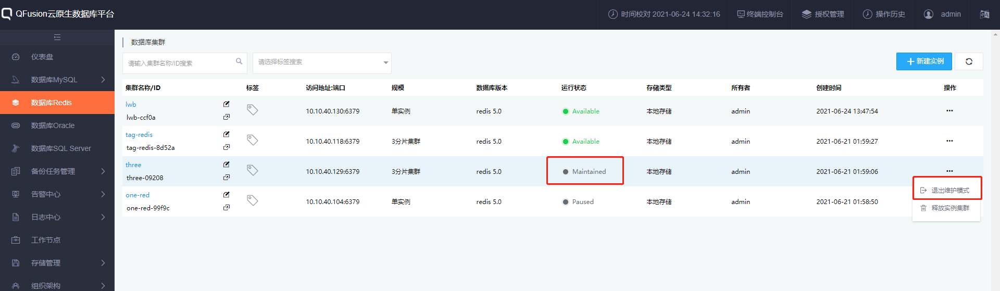 QFusion云原生数据库平台
时间校对 2021-06-24 14:32:16
终端控制台
授权管理
操作历史
admin
仪表盘
数据库MySQL
数据库Redis
数据库Oracle
数据库SQL Server
备份任务管理
告警中心
日志中心
工作节点
存储管理
组织架构
数据库集群
请输入集群名称/ID搜索
请选择标签搜索
新建实例
集群名称/ID 标签 访问地址:端口 规模 数据库版本 运行状态 存储类型 所有者 创建时间 操作
lwb
lwb-ccf0a
10.10.40.130:6379 单实例 redis 5.0 Available 本地存储 admin 2021-06-24 13:47:54
tag-redis
tag-redis-8d52a
10.10.40.118:6379 3分片集群 redis 5.0 Available 本地存储 admin 2021-06-21 01:59:27
three
three-09208
10.10.40.129:6379 3分片集群 redis 5.0 Maintained 本地存储 admin 2021-06-21 01:59:06
one-red
one-red-99f9c
10.10.40.104:6379 单实例 redis 5.0 Paused 本地存储 admin 2021-06-21 01:58:50
退出维护模式
释放实例集群